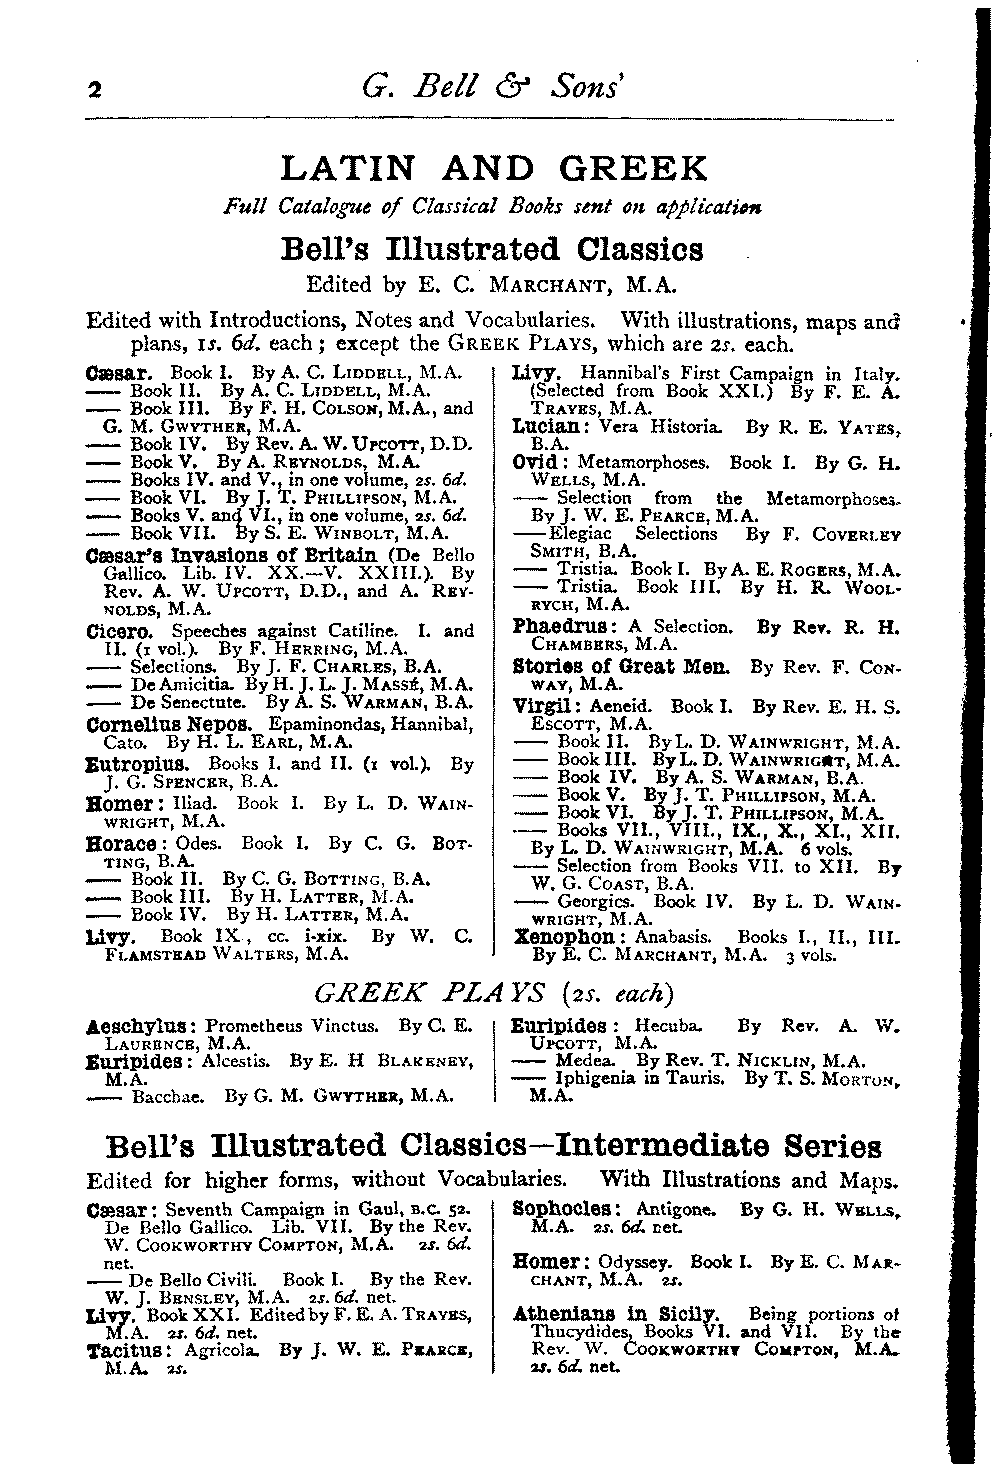 2 G. Bell & Sons'
LATIN AND GREEK
Full Catalogue of Classical Books sent on application
Bell's Illustrated Classics
Edited by E. C. MARCHANT, M.A.
Edited with Introductions, Notes and Vocabularies. With illustrations, maps and
plans, 1s. 6d. each; except the GREEK PLAYS, which are 2s. each.
Cæsar. Book I. By A. C. LIDDELL, M.A.
—— Book II. By A. C. LIDDELL, M.A.
—— Book III. By F. H. COLSON, M.A., and
G. M. GWYTHER, M.A.
—— Book IV. By Rev. A. W. UPCOTT, D.D.
—— Book V. By A. REYNOLDS, M.A.
—— Books IV. and V., in one volume, 2s. 6d.
—— Book VI. By J. T. PHILLIPSON, M.A.
—— Books V. and VI., in one volume, 2s. 6d.
—— Book VII. By S. E. WINBOLT, M.A.
Cæsar's Invasions of Britain (De Bello
Gallico. Lib. IV. XX.—V. XXIII.). By
Rev. A. W. UPCOTT, D.D., and A. REY-
NOLDS, M.A.
Cicero. Speeches against Catiline. I. and
II. (1 vol.). By F. HERRING, M.A.
—— Selections. By J. F. CHARLES, B.A.
—— De Amicitia. By H. J. L. J. MASSÉ, M.A.
—— De Senectute. By A. S. WARMAN, B.A.
Cornelius Nepos. Epaminondas, Hannibal,
Cato. By H. L. EARL, M.A.
Eutropius. Books I. and II. (1 vol.). By
J. G. SPENCER, B.A.
Homer: Iliad. Book I. By L. D. WAIN-
WRIGHT, M.A.
Horace: Odes. Book I. By C. G. BOT-
TING, B.A.
—— Book II. By C. G. BOTTING, B.A.
—— Book III. By H. LATTER, M.A.
—— Book IV. By H. LATTER, M.A.
Livy. Book IX, cc. i-xix. By W. C.
FLAMSTEAD WALTERS, M.A.
Livy. Hannibal's First Campaign in Italy.
(Selected from Book XXI.) By F. E. A.
TRAYES, M.A.
Lucian: Vera Historia. By R. E. YATES,
B.A.
Ovid: Metamorphoses. Book I. By G. H.
WELLS, M.A.
—— Selection from the Metamorphoses.
By J. W. E. PEARCE, M.A.
—— Elegiac Selections By F. COVERLEY
SMITH, B.A.
—— Tristia. Book I. By A. E. ROGERS, M.A.
—— Tristia. Book III. By H. R. WOOL-
RYCH, M.A.
Phaedrus: A Selection. By Rev. R. H.
CHAMBERS, M.A.
Stories of Great Men. By Rev. F. CON-
WAY, M.A.
Virgil: Aeneid. Book I. By Rev. E. H. S.
ESCOTT, M.A.
—— Book II. By L. D. WAINWRIGHT, M.A.
—— Book III. By L. D. WAINWRIGHT, M.A.
—— Book IV. By A. S. WARMAN, B.A.
—— Book V. By J. T. PHILLIPSON, M.A.
—— Book VI. By J. T. PHILLIPSON, M.A.
—— Books VII., VIII., IX., X., XI., XII.
By L. D. WAINWRIGHT, M.A. 6 vols.
—— Selection from Books VII. to XII. By
W. G. COAST, B.A.
—— Georgics. Book IV. By L. D. WAIN-
WRIGHT, M.A.
Xenophon: Anabasis. Books I., II., III.
By E. C. MARCHANT, M.A. 3 vols.
GREEK PLAYS (2s. each)
Aeschylus: Prometheus Vinctus. By C. E.
LAURENCE, M.A.
Euripides: Alcestis. By E. H BLAKENEY,
M.A.
—— Bacchae. By G. M. GWYTHER, M.A.
Euripides: Hecuba. By Rev. A. W.
UPCOTT, M.A.
—— Medea. By Rev. T. NICKLIN, M.A.
—— Iphigenia in Tauris. By T. S. MORTON,
M.A.
Bell's Illustrated Classics—Intermediate Series
Edited for higher forms, without Vocabularies. With Illustrations and Maps.
Cæsar: Seventh Campaign in Gaul, B.C. 52.
De Bello Gallico. Lib. VII. By the Rev.
W. COOKWORTHY COMPTON, M.A. 2s. 6d.
net.
—— De Bello Civili. Book I. By the Rev.
W. J. BENSLEY, M.A. 2s. 6d. net.
Livy. Book XXI. Edited by F. E. A. TRAYES,
M.A. 2s. 6d. net.
Tacitus: Agricola. By J. W. E. PEARCE,
M.A. 2s.
Sophocles: Antigone. By G. H. WELLS,
M.A. 2s. 6d. net.
Homer: Odyssey. Book I. By E. C. MAR-
CHANT, M.A. 2s.
Athenians in Sicily. Being portions of
Thucydides, Books VI. and VII. By the
Rev. W. COOKWORTHY COMPTON, M.A.
2s. 6d. net.